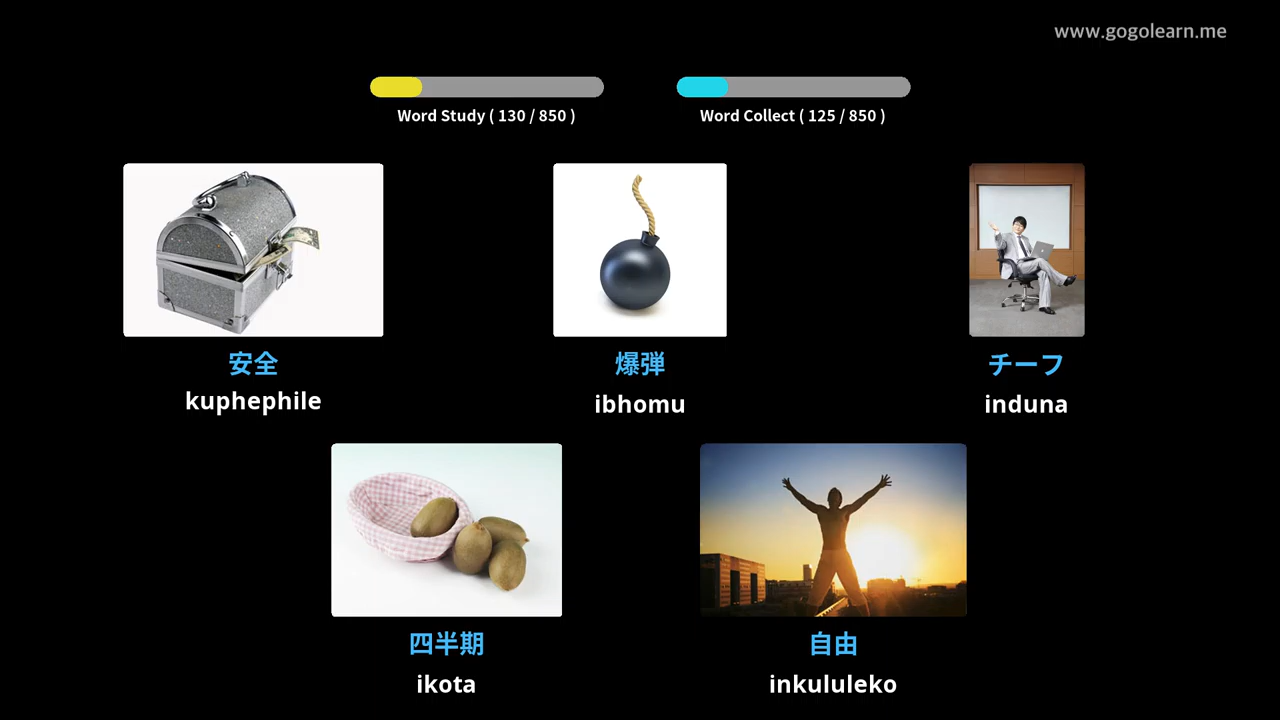 www.gogolearn.me
Word Study ( 130 / 850 )
Word Collect ( 125 / 850 )
安全
kuphephile
爆弾
ibhomu
チーフ
induna
四半期
ikota
自由
inkululeko